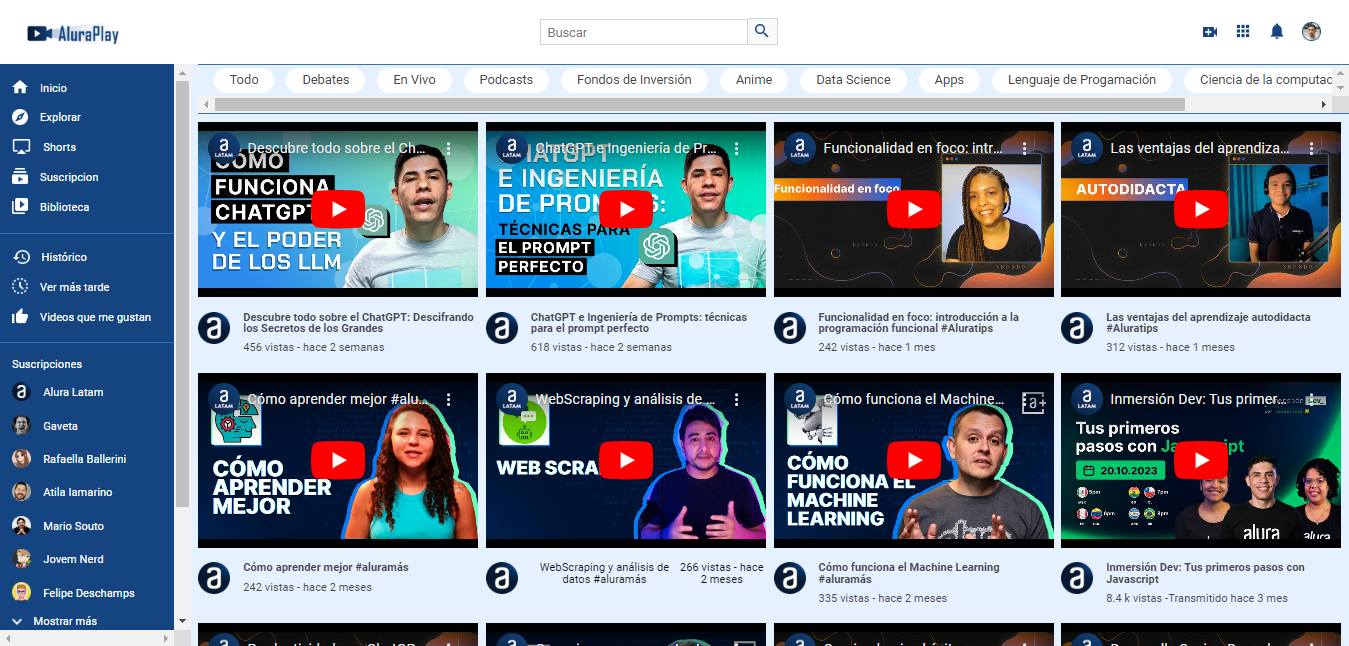 AluraPlay
Buscar
Inicio
Explorar
Shorts
Suscripcion
Biblioteca
Histórico
Ver más tarde
Videos que me gustan
Suscripciones
Alura Latam
Gaveta
Rafaella Ballerini
Atila Iamarino
Mario Souto
Jovem Nerd
Felipe Deschamps
Mostrar más
Todo Debates En Vivo Podcasts Fondos de Inversión Anime Data Science Apps Lenguaje de Progamación Ciencia de la computac
a LATAM
Descubre todo sobre el Ch...
CÓMO
FUNCIONA
CHATGPT
Y EL PODER
DE LOS LLM
a LATAM
ChatGPT e Ingeniería de Pr...
CHATGPT
E INGENIERÍA
DE PROMPTS:
TÉCNICAS PARA
EL PROMPT
PERFECTO
a LATAM
Funcionalidad en foco: intr...
Funcionalidad en foco
a LATAM
Las ventajas del aprendiza...
AUTODIDACTA
a
Descubre todo sobre el ChatGPT: Descifrando
los Secretos de los Grandes
456 vistas - hace 2 semanas
a
ChatGPT e Ingeniería de Prompts: técnicas
para el prompt perfecto
618 vistas - hace 2 semanas
a
Funcionalidad en foco: introducción a la
programación funcional #Aluratips
242 vistas - hace 1 mes
a
Las ventajas del aprendizaje autodidacta
#Aluratips
312 vistas - hace 1 meses
a LATAM
Cómo aprender mejor #alu...
CÓMO
APRENDER
MEJOR
a LATAM
WebScraping y análisis de ...
WEB SCRA
a LATAM
Cómo funciona el Machine...
a+
CÓMO
FUNCIONA EL
MACHINE
LEARNING
a LATAM
Inmersión Dev: Tus primer...
Tus primeros
pasos con Javascript
20.10.2023
alura
alura
a
Cómo aprender mejor #aluramás
242 vistas - hace 2 meses
a
WebScraping y análisis de
datos #aluramás
266 vistas - hace
2 meses
a
Cómo funciona el Machine Learning
#aluramás
335 vistas - hace 2 meses
a
Inmersión Dev: Tus primeros pasos con
Javascript
8.4 k vistas -Transmitido hace 3 mes